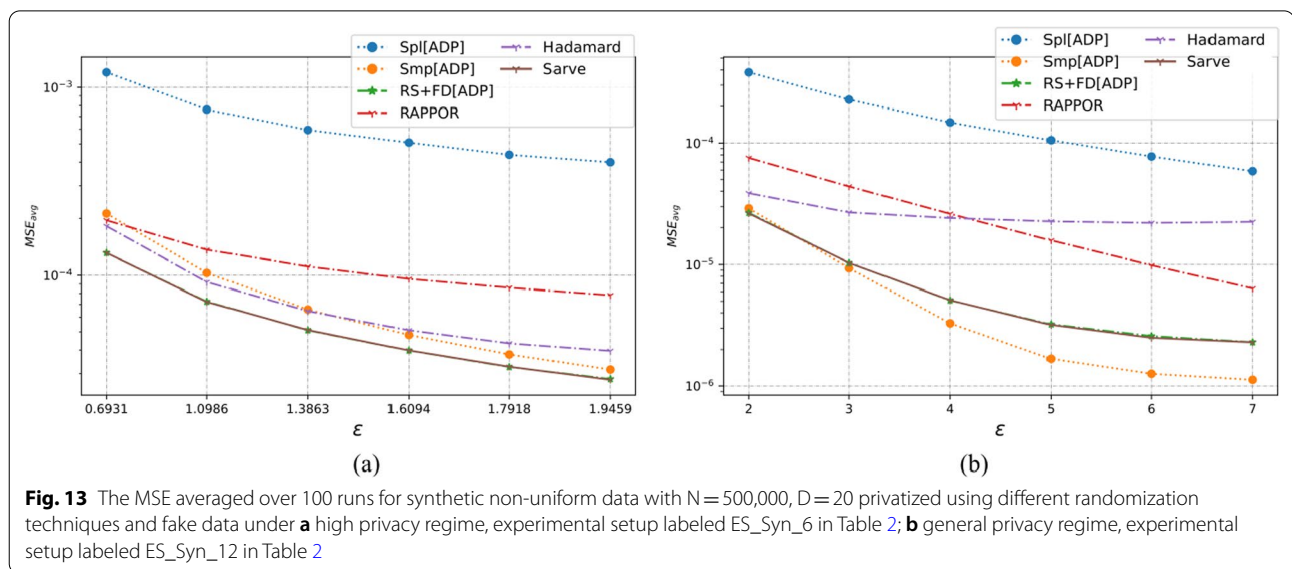 Spl[ADP]
Smp[ADP]
RS+FD[ADP]
RAPPOR
Hadamard
Sarve
10⁻³
10⁻⁴
MSEavg
0.6931 1.0986 1.3863 1.6094 1.7918 1.9459
ε
(a)
Spl[ADP]
Smp[ADP]
RS+FD[ADP]
RAPPOR
Hadamard
Sarve
10⁻⁴
10⁻⁵
10⁻⁶
MSEavg
2 3 4 5 6 7
ε
(b)
Fig. 13 The MSE averaged over 100 runs for synthetic non-uniform data with N = 500,000, D = 20 privatized using different randomization
techniques and fake data under a high privacy regime, experimental setup labeled ES_Syn_6 in Table 2; b general privacy regime, experimental
setup labeled ES_Syn_12 in Table 2